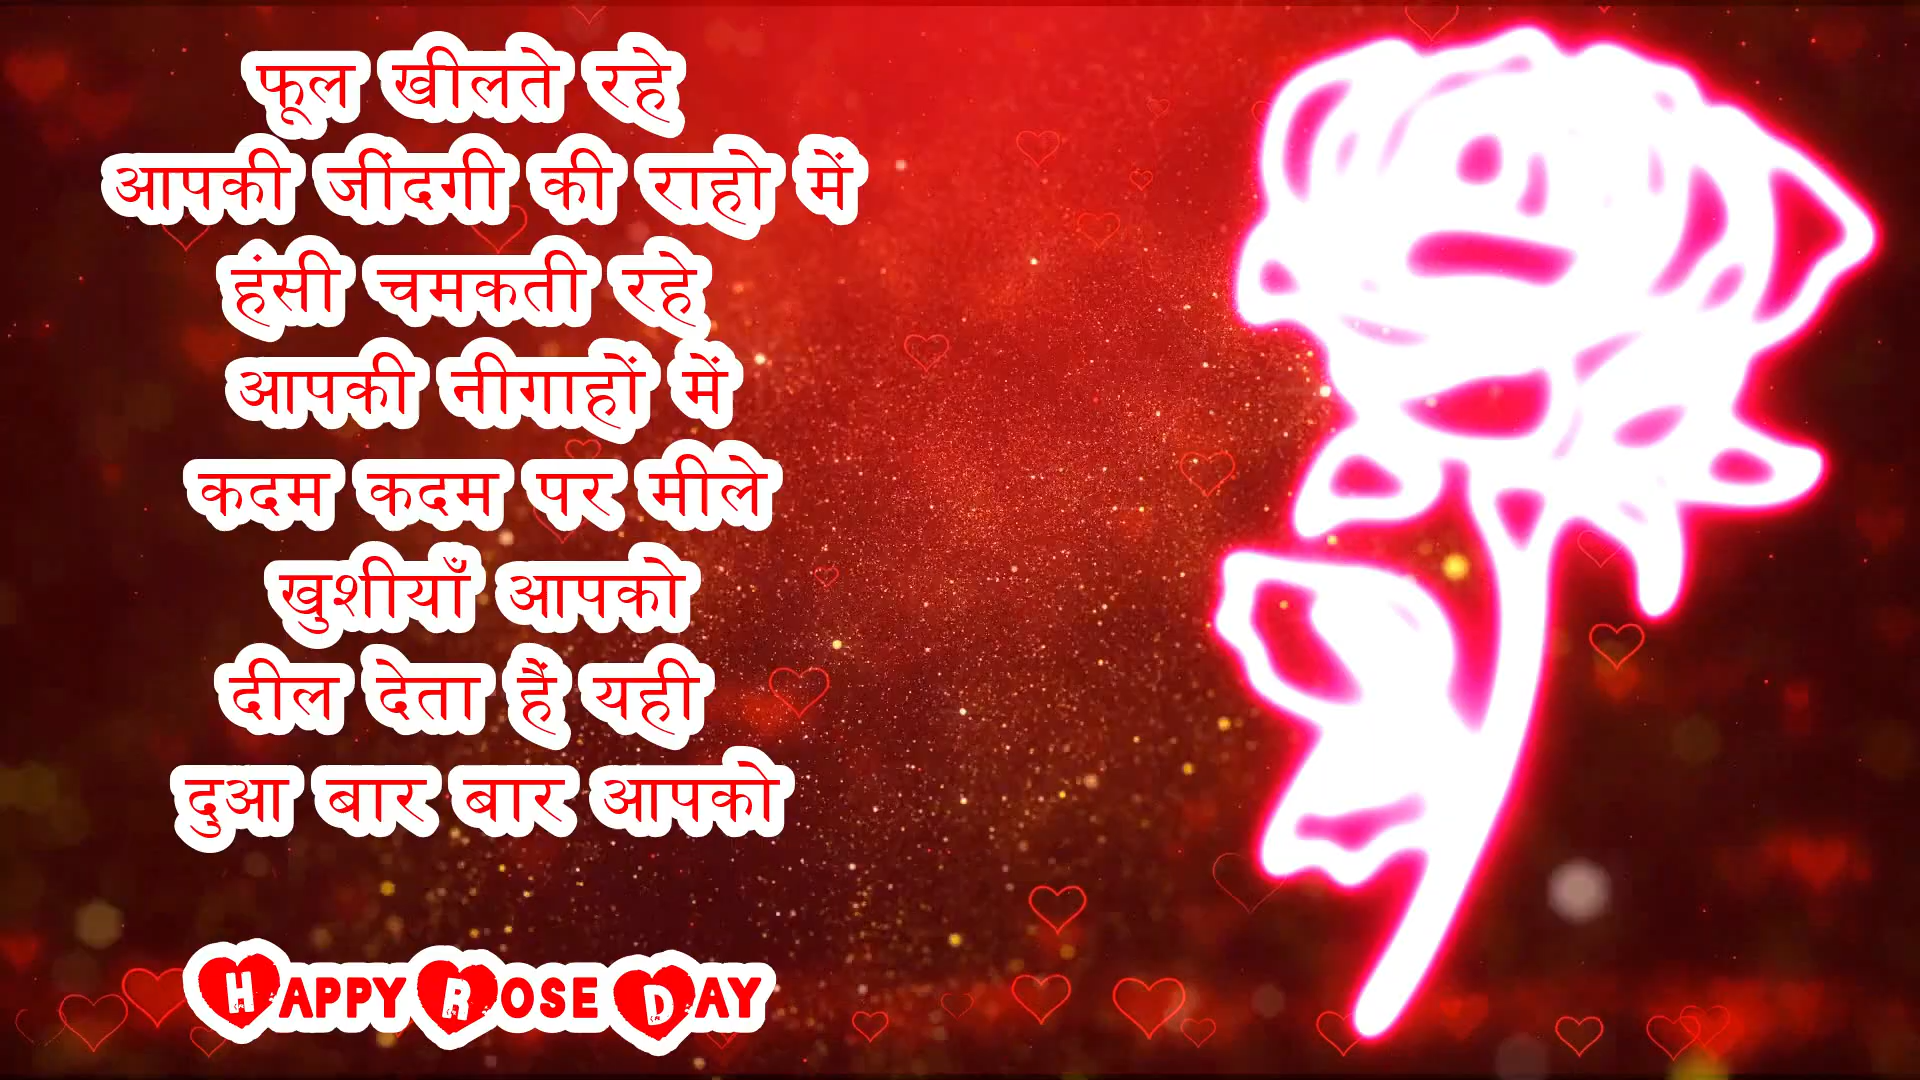 फूल खीलते रहे
आपकी जींदगी की राहो में
हंसी चमकती रहे
आपकी नीगाहों में
कदम कदम पर मीले
खुशीयाँ आपको
दील देता हैं यही
दुआ बार बार आपको
Happy Rose Day